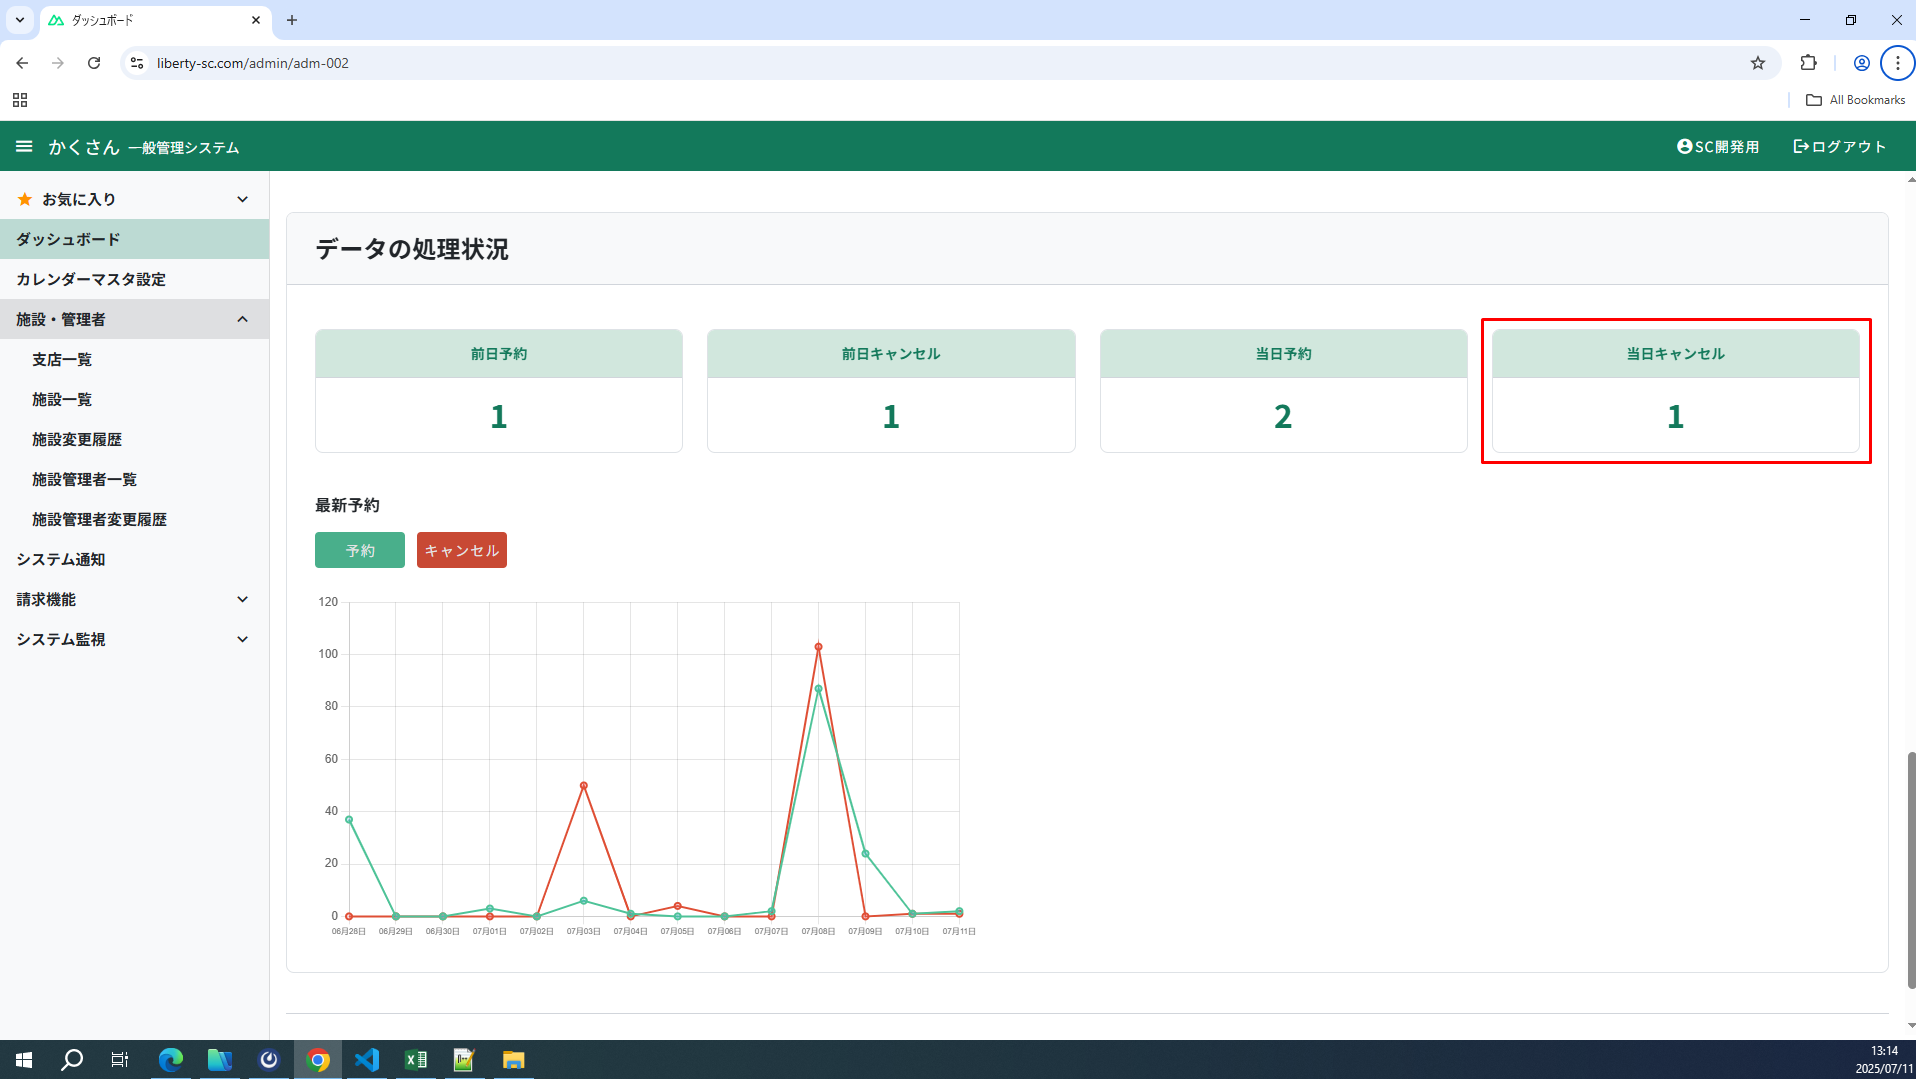 ダッシュボード
liberty-sc.com/admin/adm-002
All Bookmarks
かくさん 一般管理システム
SC開発用
ログアウト
お気に入り
ダッシュボード
カレンダーマスタ設定
施設・管理者
支店一覧
施設一覧
施設変更履歴
施設管理者一覧
施設管理者変更履歴
システム通知
請求機能
システム監視
データの処理状況
前日予約
1
前日キャンセル
1
当日予約
2
当日キャンセル
1
最新予約
予約
キャンセル
120
100
80
60
40
20
0
06月28日 06月29日 06月30日 07月01日 07月02日 07月03日 07月04日 07月05日 07月06日 07月07日 07月08日 07月09日 07月10日 07月11日
13:14
2025/07/11